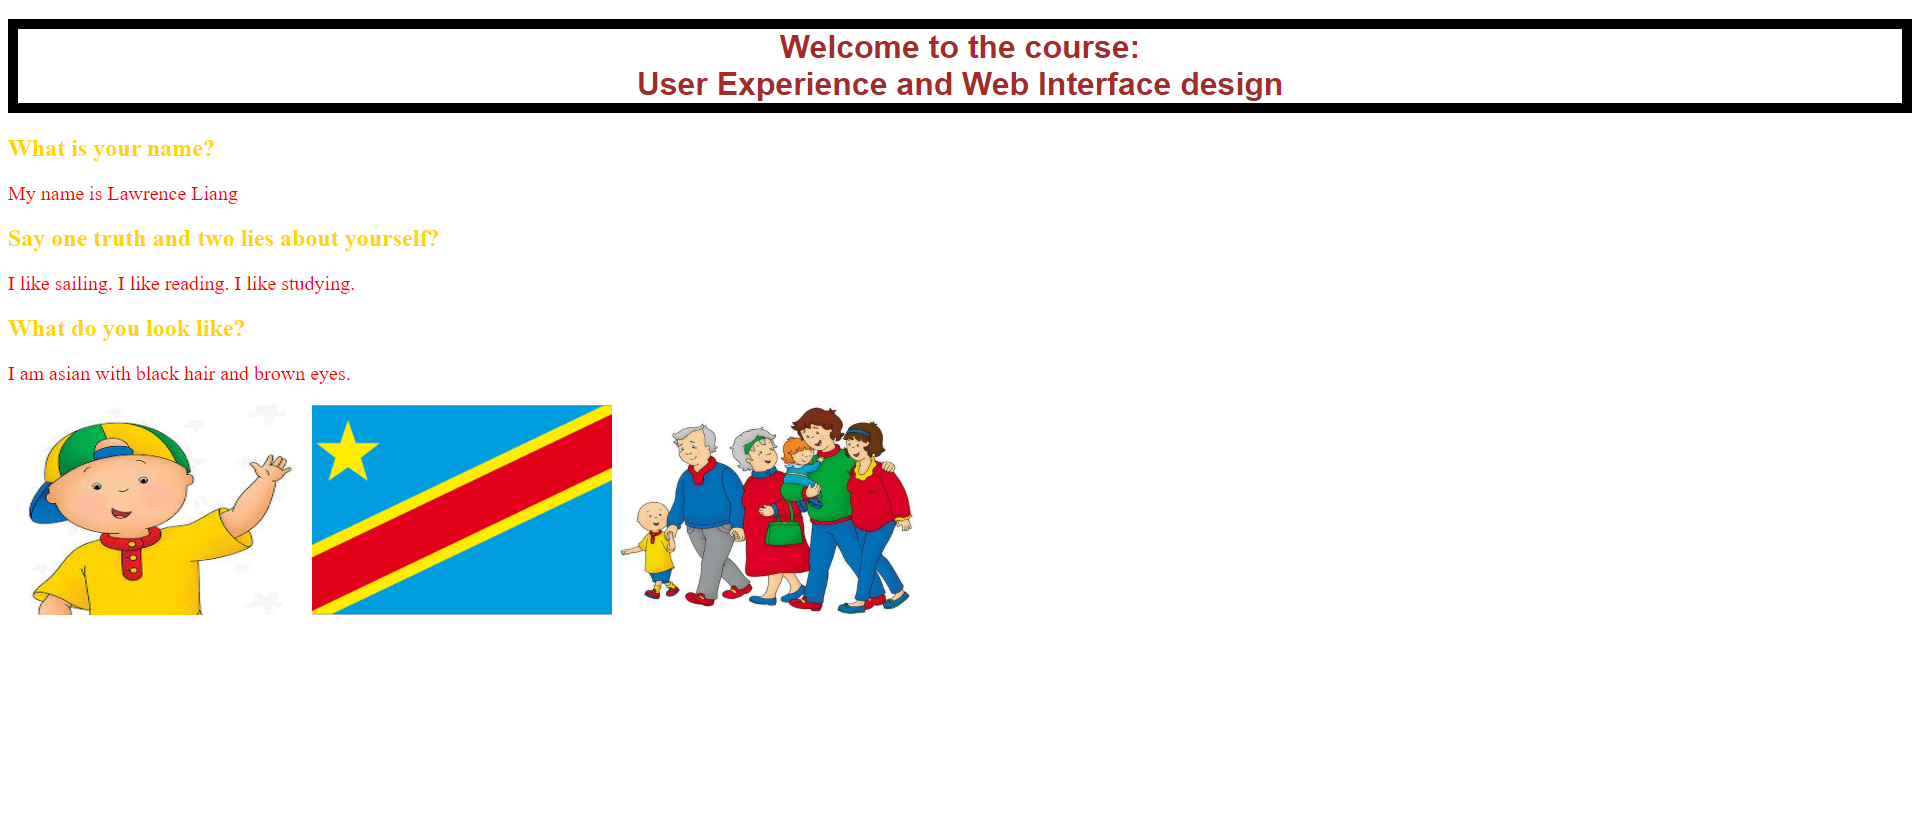 Welcome to the course:
User Experience and Web Interface design
What is your name?
My name is Lawrence Liang
Say one truth and two lies about yourself?
I like sailing. I like reading. I like studying.
What do you look like?
I am asian with black hair and brown eyes.